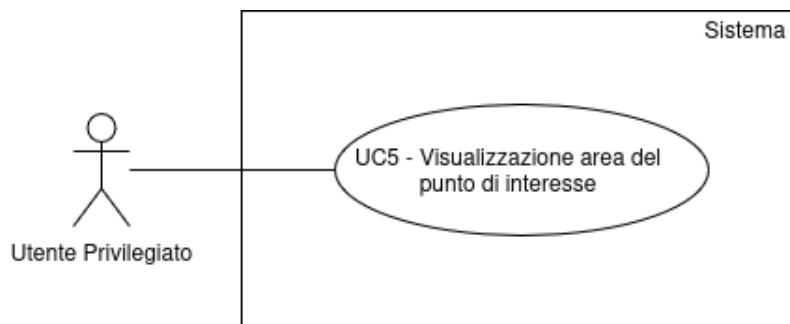 Sistema
UC5 - Visualizzazione area del
punto di interesse
Utente Privilegiato